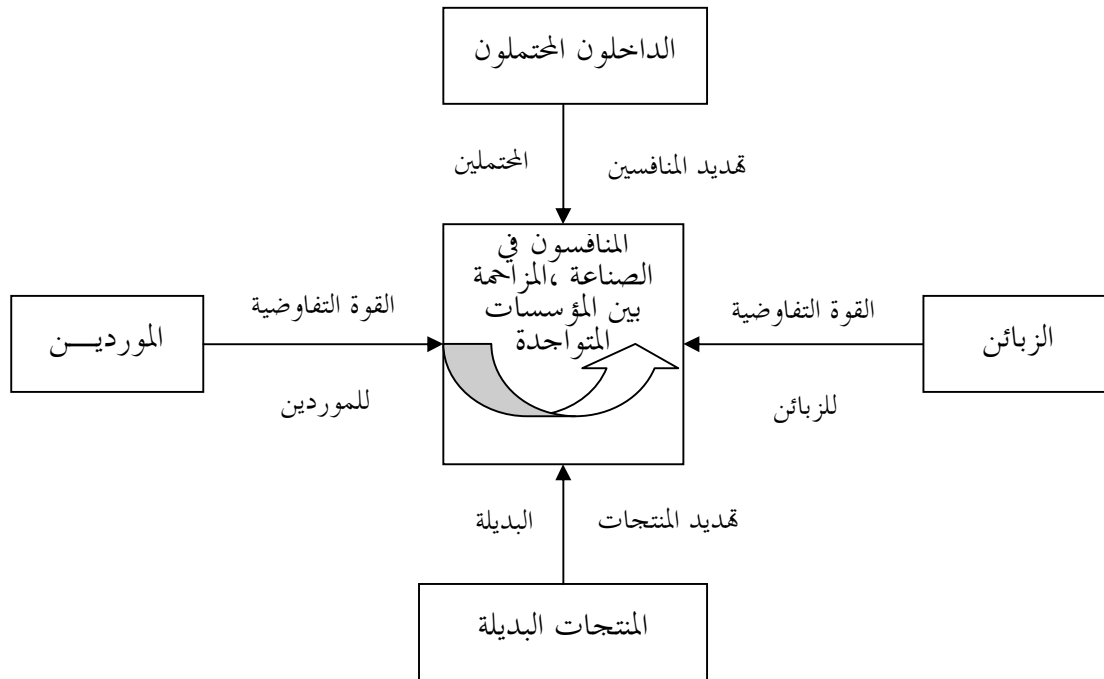 الداخلون المحتملون
تهديد المنافسين المحتملين
المنافسون في
الصناعة ،المزاحمة
بين المؤسسات
المتواجدة
الزبائن
القوة التفاوضية
للزبائن
القوة التفاوضية
للموردين
المورديــــن
تهديد المنتجات البديلة
المنتجات البديلة